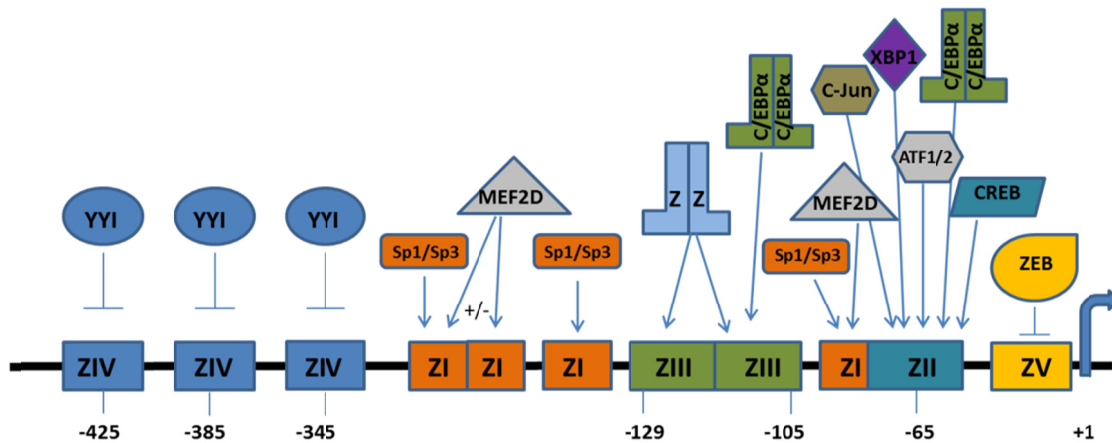 C/EBPα
C/EBPα
C/EBPα
C/EBPα
XBP1
C-Jun
ATF1/2
YYI
YYI
YYI
MEF2D
Z
Z
MEF2D
CREB
Sp1/Sp3
Sp1/Sp3
Sp1/Sp3
ZEB
+/-
ZIV
ZIV
ZIV
ZI
ZI
ZI
ZIII
ZIII
ZI
ZII
ZV
-425
-385
-345
-129
-105
-65
+1